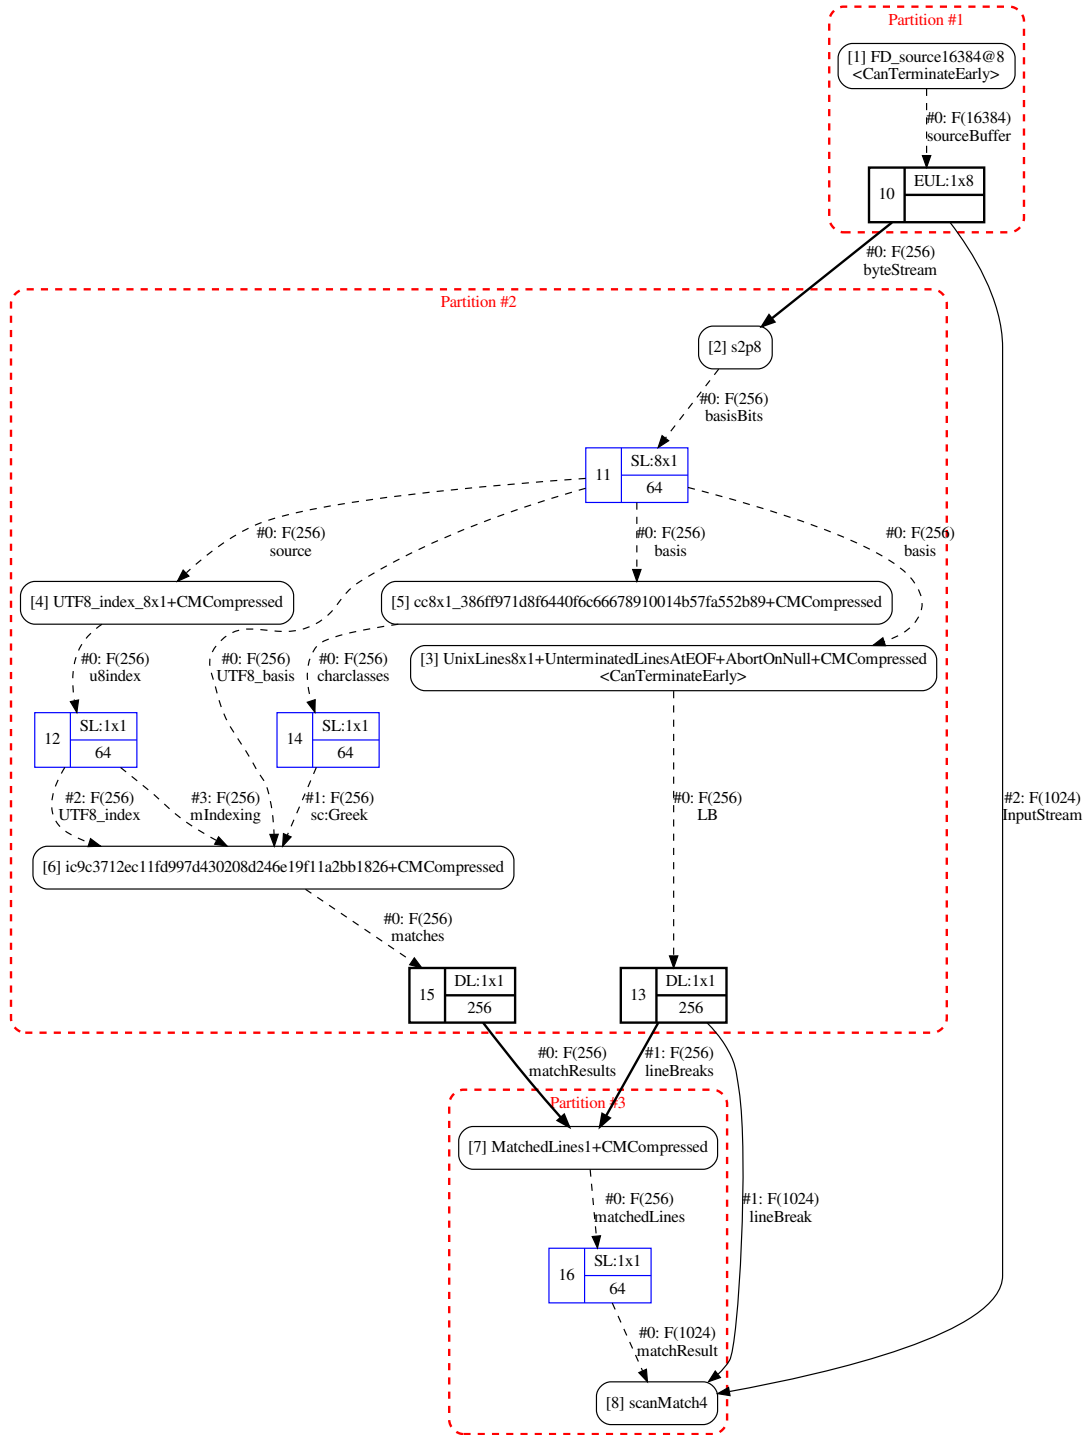 Partition #1
[1] FD_source16384@8
<CanTerminateEarly>
#0: F(16384)
sourceBuffer
10
EUL:1x8
#0: F(256)
byteStream
Partition #2
[2] s2p8
#0: F(256)
basisBits
11
SL:8x1
64
#0: F(256)
source
#0: F(256)
basis
#0: F(256)
basis
[4] UTF8_index_8x1+CMCompressed
[5] cc8x1_386ff971d8f6440f6c66678910014b57fa552b89+CMCompressed
#0: F(256)
u8index
#0: F(256)
UTF8_basis
#0: F(256)
charclasses
[3] UnixLines8x1+UnterminatedLinesAtEOF+AbortOnNull+CMCompressed
<CanTerminateEarly>
12
SL:1x1
64
14
SL:1x1
64
#2: F(256)
UTF8_index
#3: F(256)
mIndexing
#1: F(256)
sc:Greek
#0: F(256)
LB
#2: F(1024)
InputStream
[6] ic9c3712ec11fd997d430208d246e19f11a2bb1826+CMCompressed
#0: F(256)
matches
15
DL:1x1
256
13
DL:1x1
256
#0: F(256)
matchResults
#1: F(256)
lineBreaks
Partition #3
[7] MatchedLines1+CMCompressed
#0: F(256)
matchedLines
#1: F(1024)
lineBreak
16
SL:1x1
64
#0: F(1024)
matchResult
[8] scanMatch4